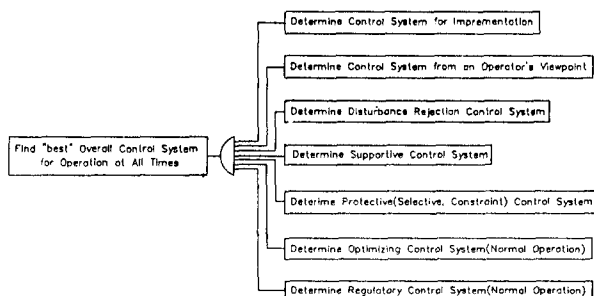 Determine Control System for Implementation
Determine Control System from an Operator's Viewpoint
Determine Disturbance Rejection Control System
Find "best" Overall Control System
for Operation at All Times
Determine Supportive Control System
Deterime Protective(Selective, Constraint) Control System
Determine Optimizing Control System(Normal Operation)
Determine Regulatory Control System(Normal Operation)